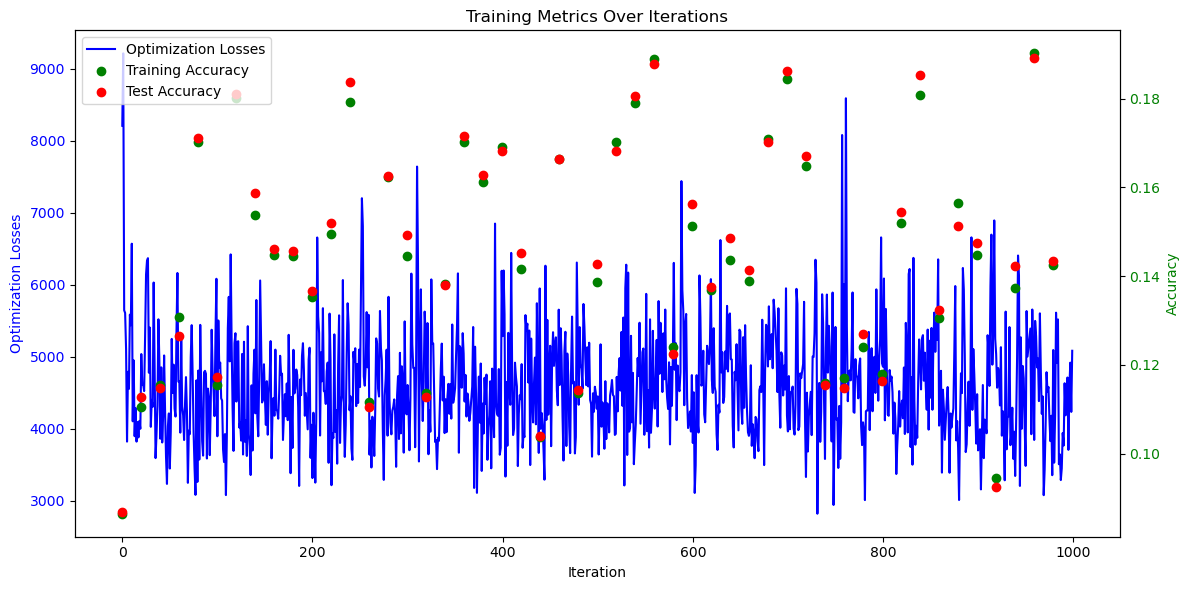 Training Metrics Over Iterations
Optimization Losses
Training Accuracy
Test Accuracy
9000
8000
7000
6000
5000
4000
3000
Optimization Losses
0.18
0.16
0.14
0.12
0.10
Accuracy
0
200
400
600
800
1000
Iteration